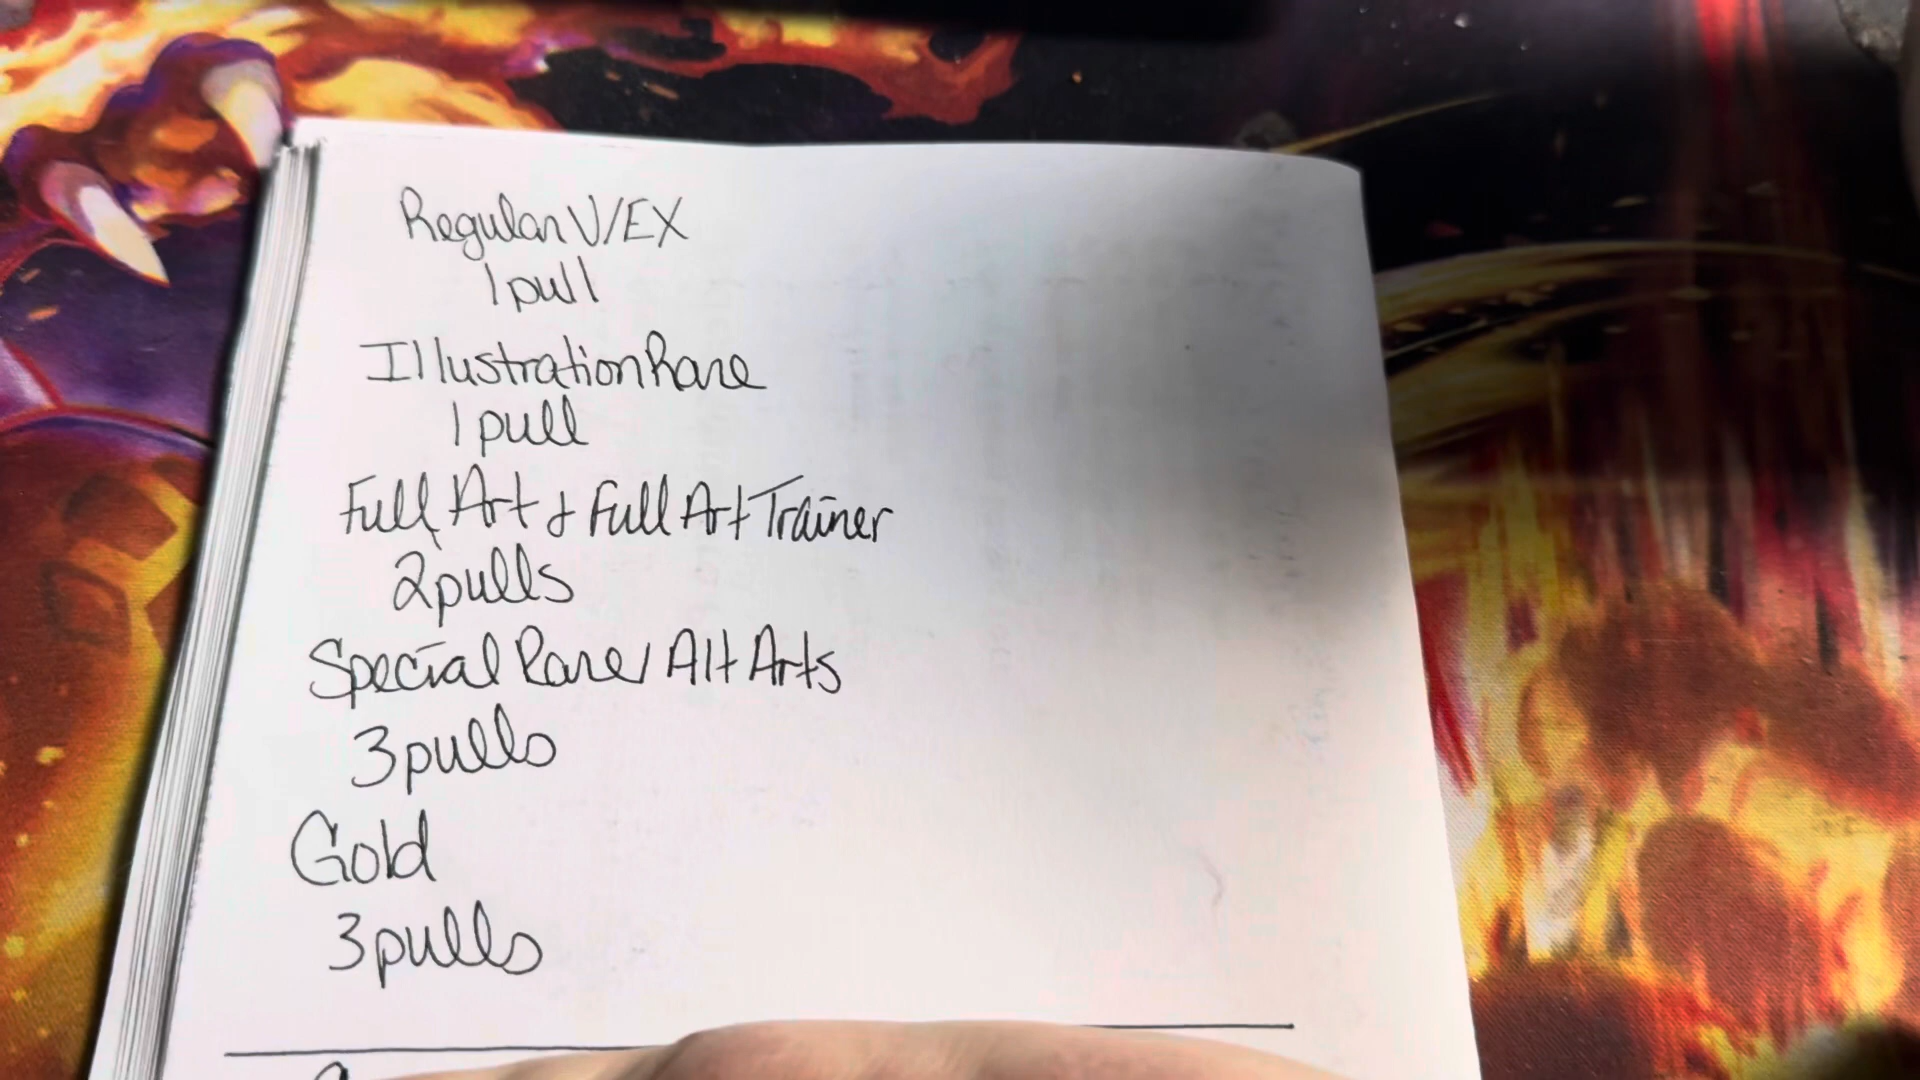 Regular V/EX
1 pull
Illustration Rare
1 pull
Full Art & Full Art Trainer
2 pulls
Special Rare/Alt Arts
3 pulls
Gold
3 pulls